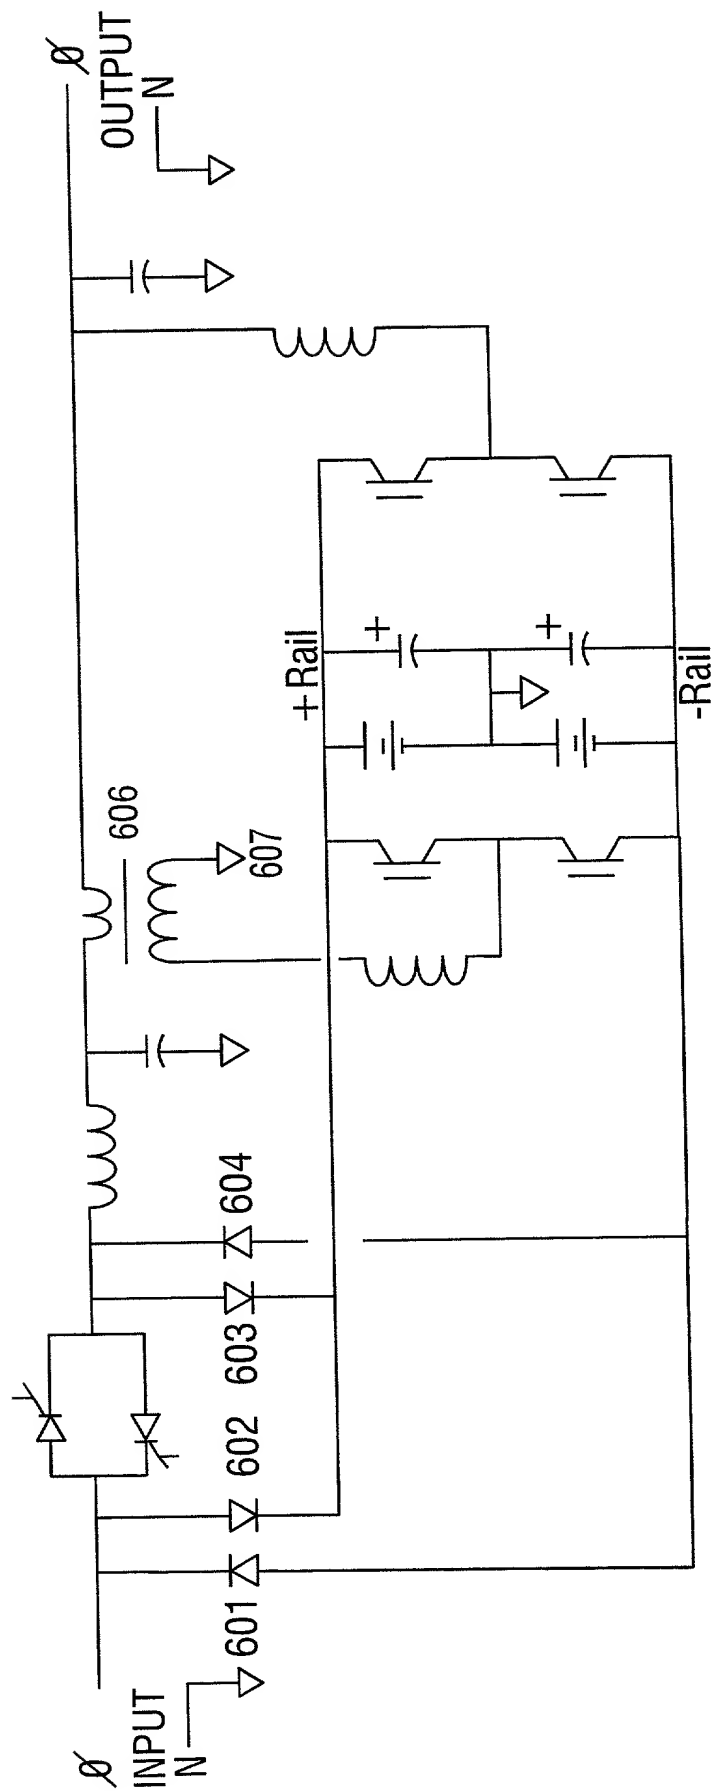 Ø
INPUT
N
601
602
603
604
606
607
+Rail
+
+
-Rail
Ø
OUTPUT
N